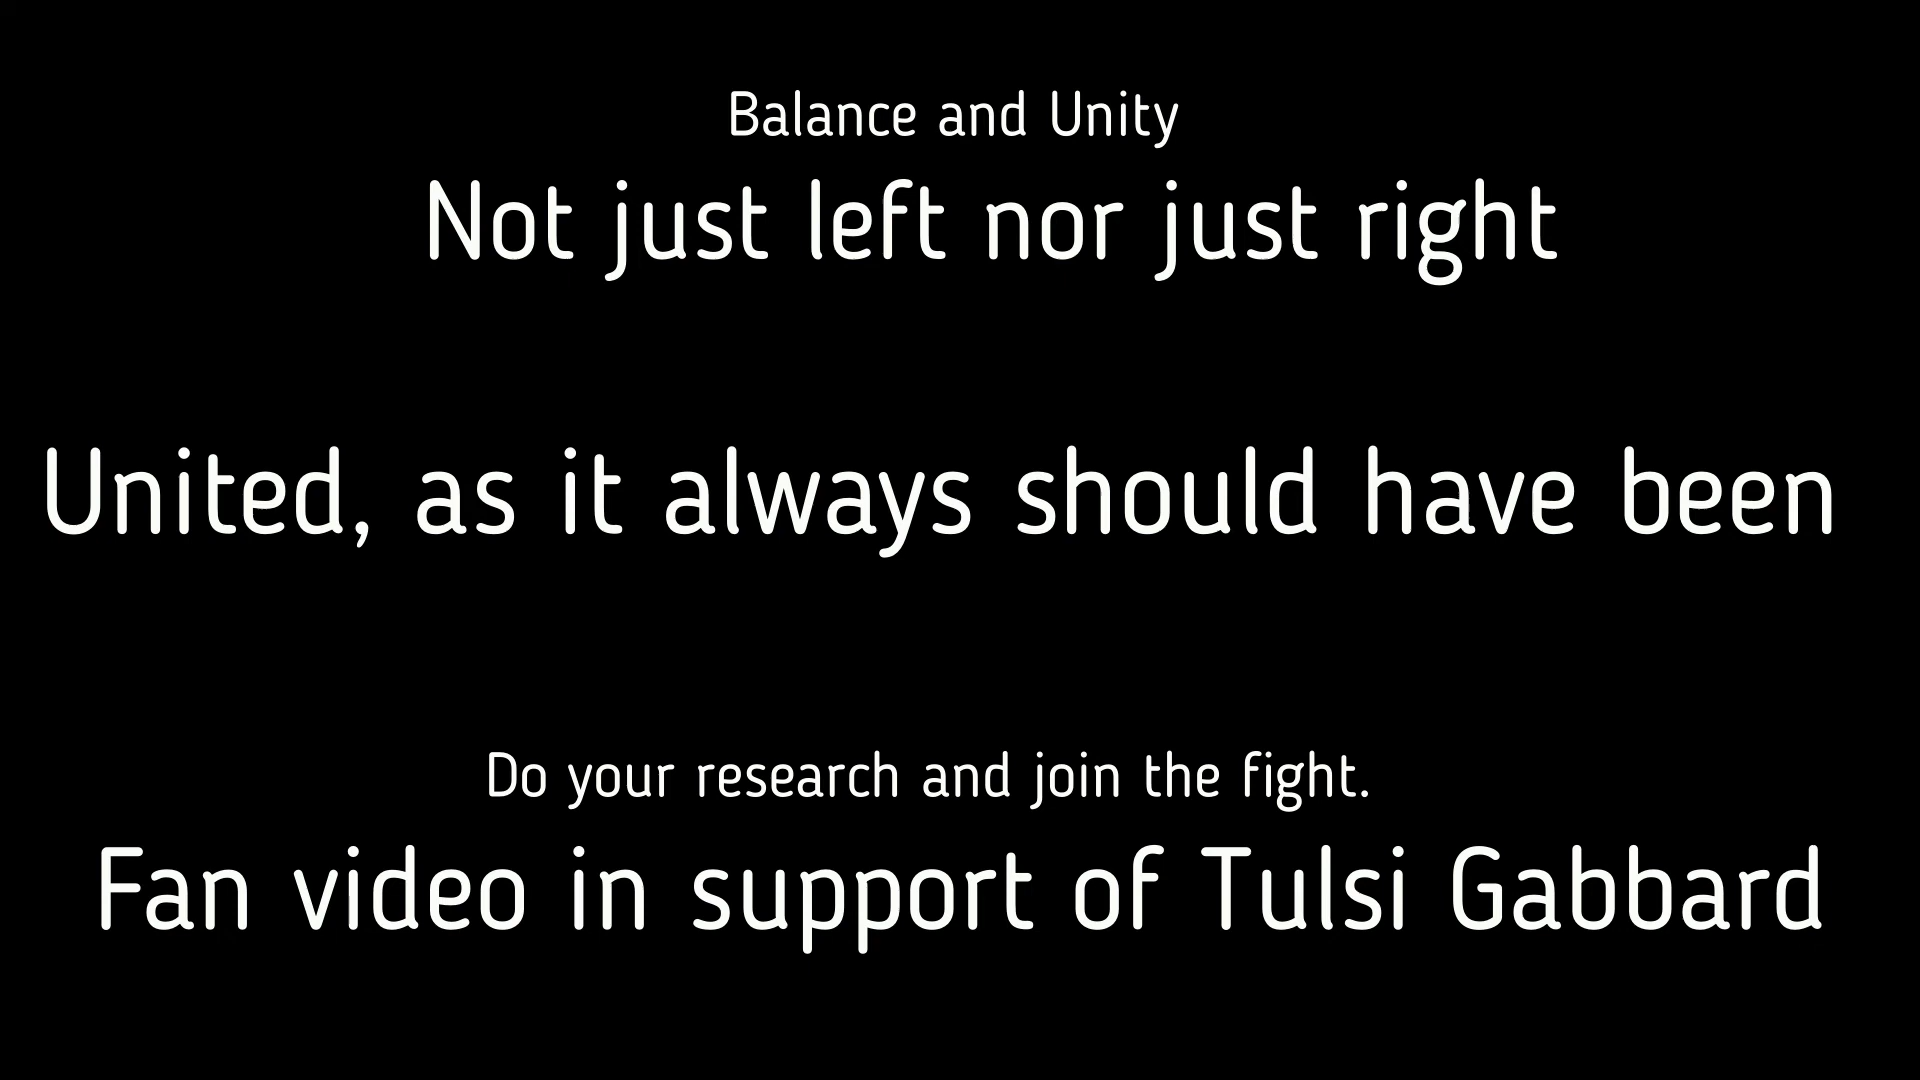 Balance and Unity
Not just left nor just right
United, as it always should have been
Do your research and join the fight.
Fan video in support of Tulsi Gabbard